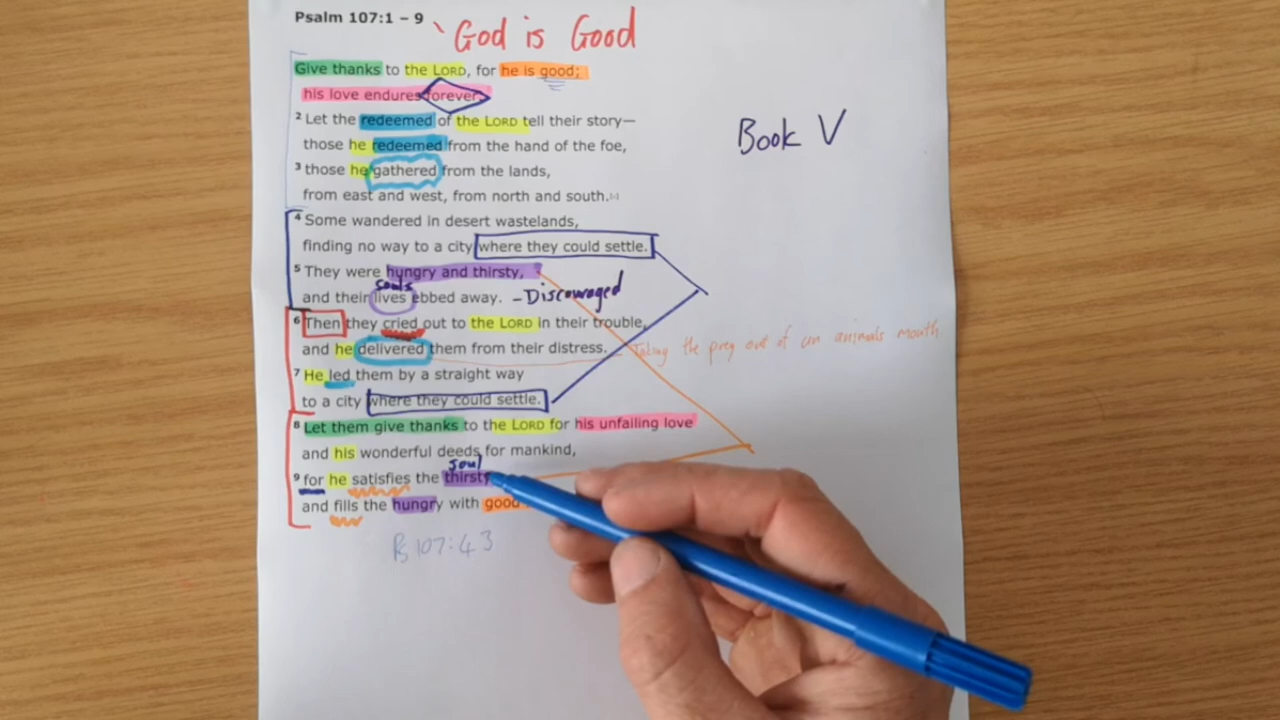 Psalm 107:1 – 9 God is Good
Give thanks to the LORD, for he is good;
his love endures forever.
Book V
2 Let the redeemed of the LORD tell their story—
those he redeemed from the hand of the foe,
3 those he gathered from the lands,
from east and west, from north and south.
4 Some wandered in desert wastelands,
finding no way to a city where they could settle.
5 They were hungry and thirsty,
souls
and their lives ebbed away. - Discouraged
6 Then they cried out to the LORD in their trouble,
and he delivered them from their distress. Taking the prey out of an animals mouth.
7 He led them by a straight way
to a city where they could settle.
8 Let them give thanks to the LORD for his unfailing love
and his wonderful deeds for mankind,
soul
9 for he satisfies the thirsty
and fills the hungry with good
Ps 107:43